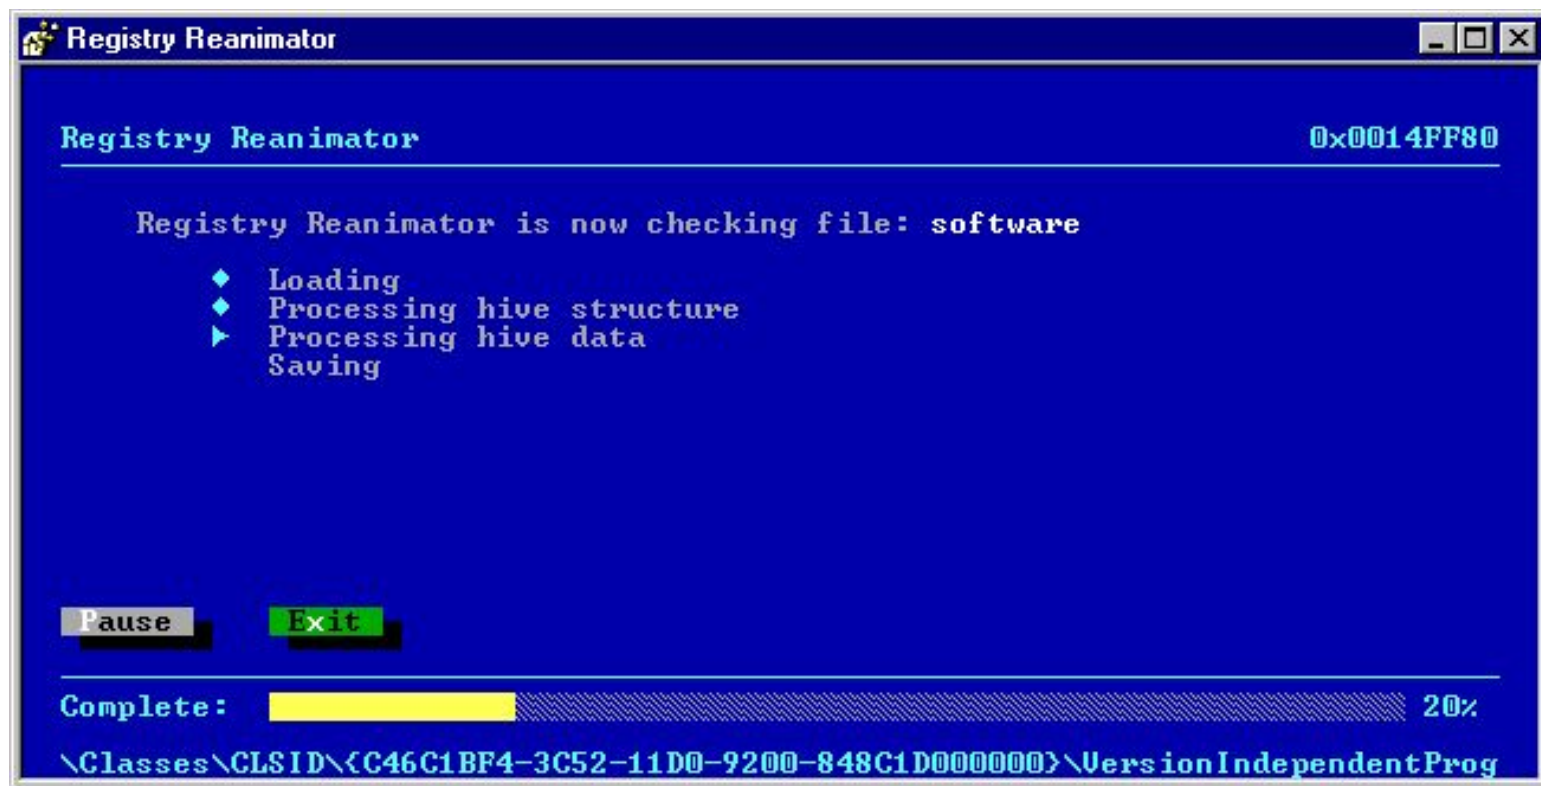 Registry Reanimator
Registry Reanimator 0x0014FF80
Registry Reanimator is now checking file: software
Loading
Processing hive structure
Processing hive data
Saving
Pause Exit
Complete: 20%
\Classes\CLSID\{C46C1BF4-3C52-11D0-9200-848C1D000000}\VersionIndependentProg